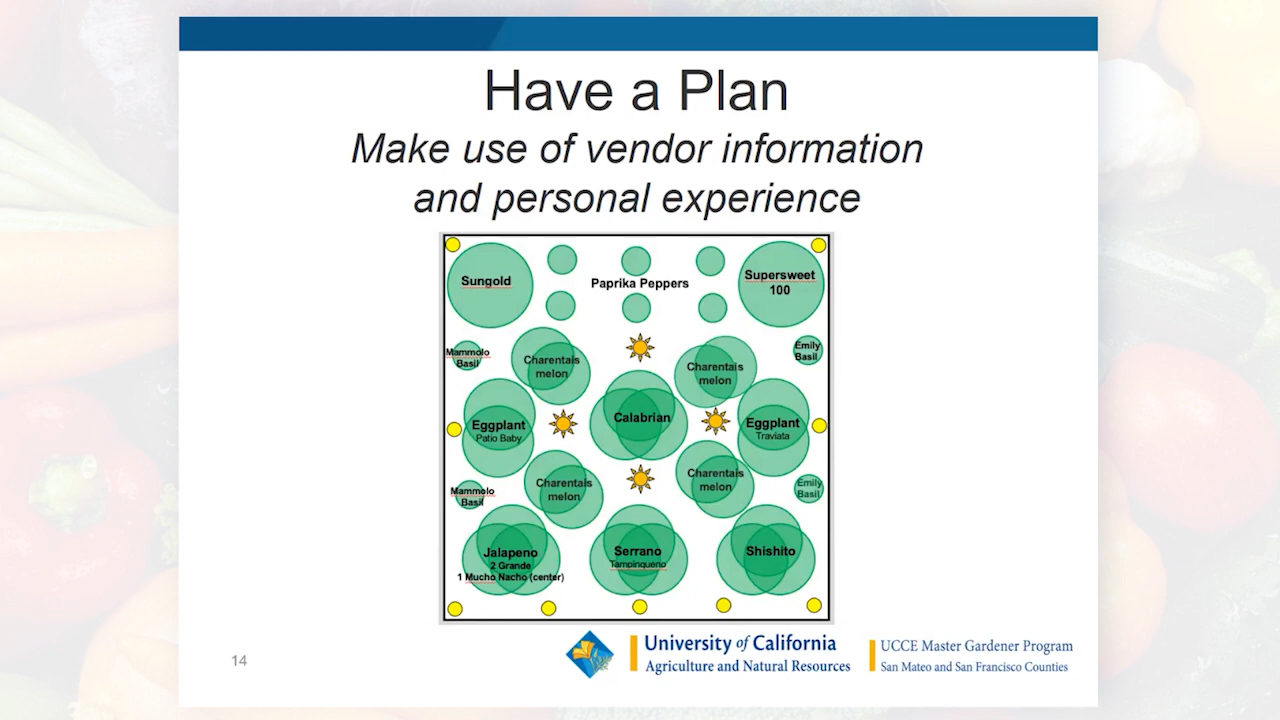 Have a Plan
Make use of vendor information
and personal experience
Sungold
Paprika Peppers
Supersweet
100
Mammolo
Basil
Charentais
melon
Charentais
melon
Emily
Basil
Eggplant
Patio Baby
Calabrian
Eggplant
Traviata
Mammolo
Basil
Charentais
melon
Charentais
melon
Emily
Basil
Jalapeno
2 Grande
1 Mucho Nacho (center)
Serrano
Tampinqueno
Shishito
14
University of California
Agriculture and Natural Resources
UCCE Master Gardener Program
San Mateo and San Francisco Counties